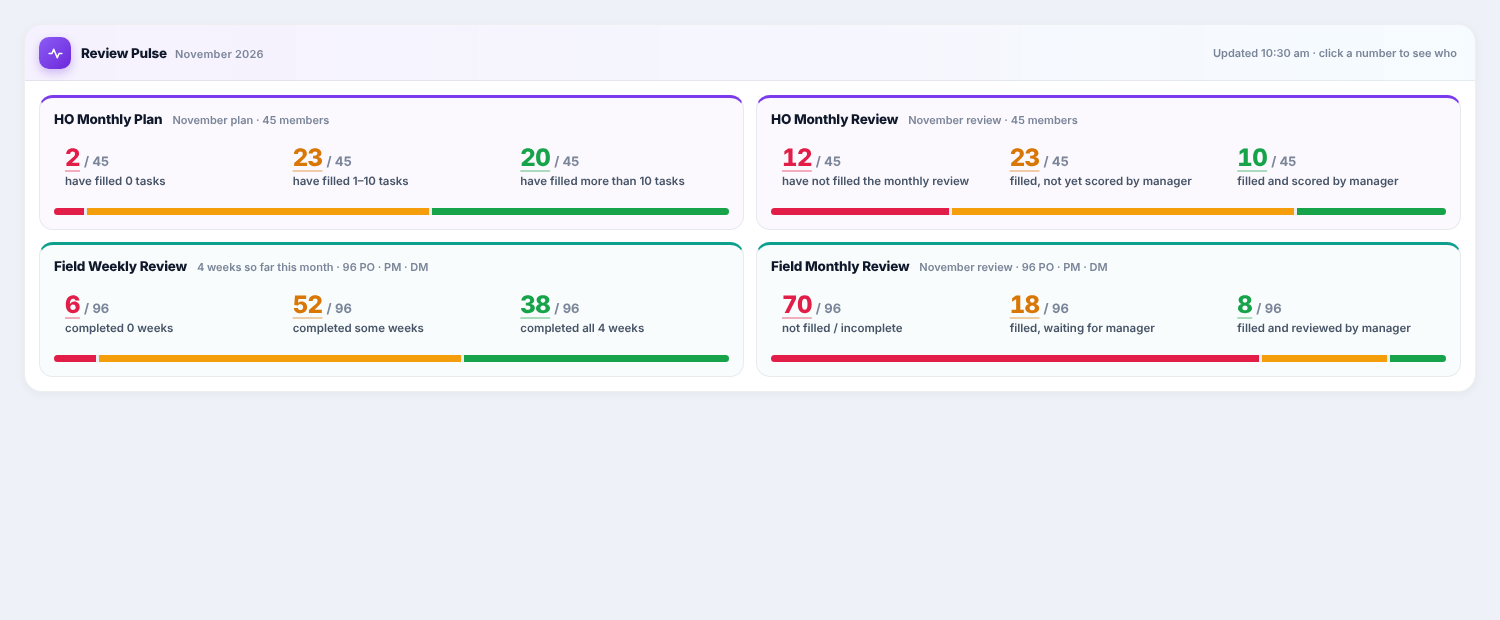 Review Pulse November 2026
Updated 10:30 am · click a number to see who
HO Monthly Plan November plan · 45 members
2 / 45
have filled 0 tasks
23 / 45
have filled 1–10 tasks
20 / 45
have filled more than 10 tasks
HO Monthly Review November review · 45 members
12 / 45
have not filled the monthly review
23 / 45
filled, not yet scored by manager
10 / 45
filled and scored by manager
Field Weekly Review 4 weeks so far this month · 96 PO · PM · DM
6 / 96
completed 0 weeks
52 / 96
completed some weeks
38 / 96
completed all 4 weeks
Field Monthly Review November review · 96 PO · PM · DM
70 / 96
not filled / incomplete
18 / 96
filled, waiting for manager
8 / 96
filled and reviewed by manager